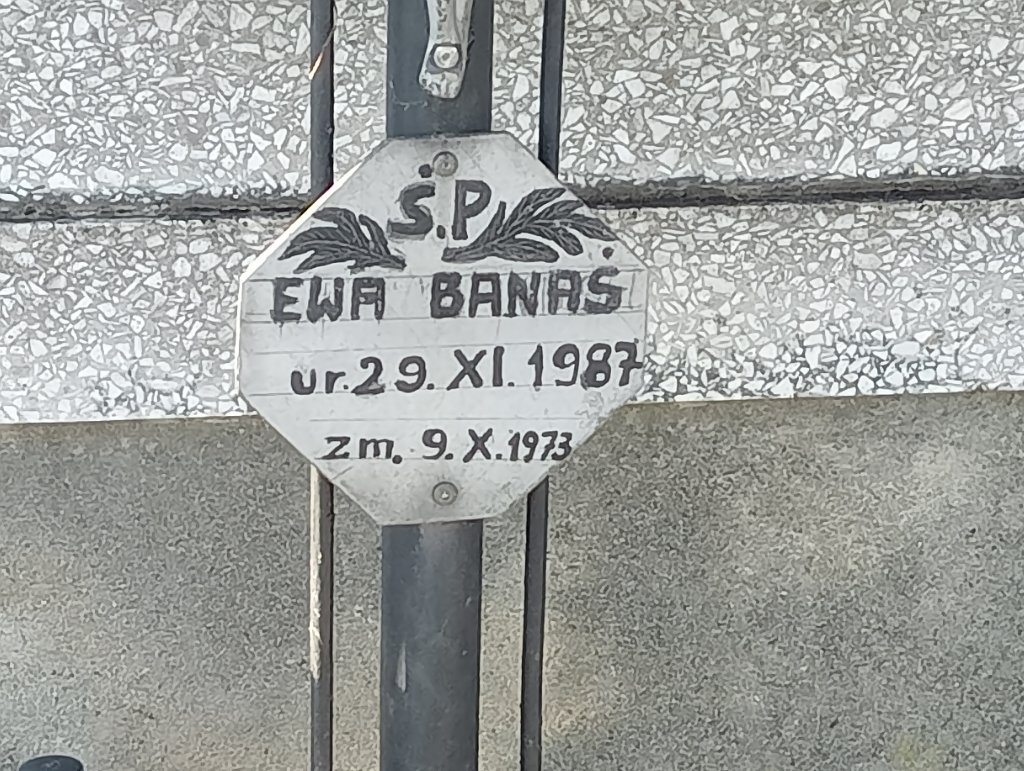 Ś.P
EWA BANAŚ
ur. 29. XI. 1987
zm. 9. X. 1973